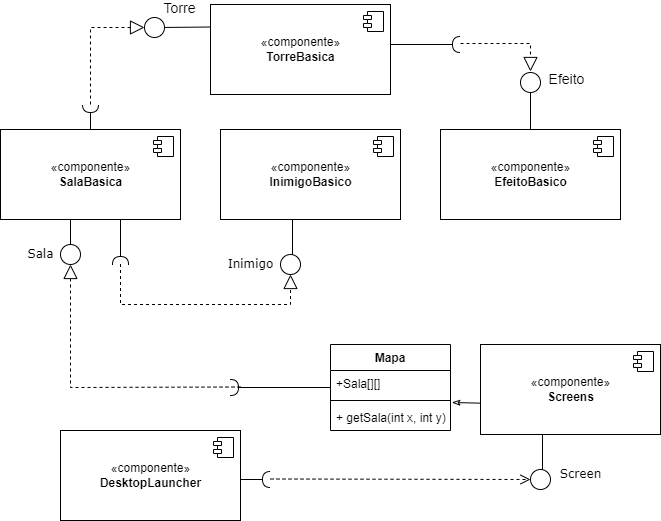 Torre
«componente»
TorreBasica
Efeito
«componente»
SalaBasica
«componente»
InimigoBasico
«componente»
EfeitoBasico
Sala
Inimigo
Mapa
+Sala[][]
+ getSala(int x, int y)
«componente»
Screens
«componente»
DesktopLauncher
Screen